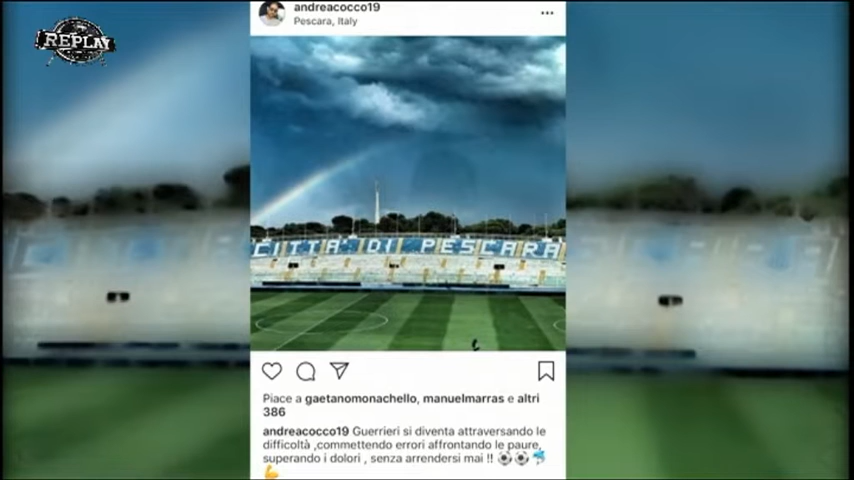 REPLAY
andreacocco19
Pescara, Italy
CITTÀ DI PESCARA
Piace a gaetanomonachello, manuelmarras e altri
386
andreacocco19 Guerrieri si diventa attraversando le
difficoltà ,commettendo errori affrontando le paure,
superando i dolori , senza arrendersi mai !!